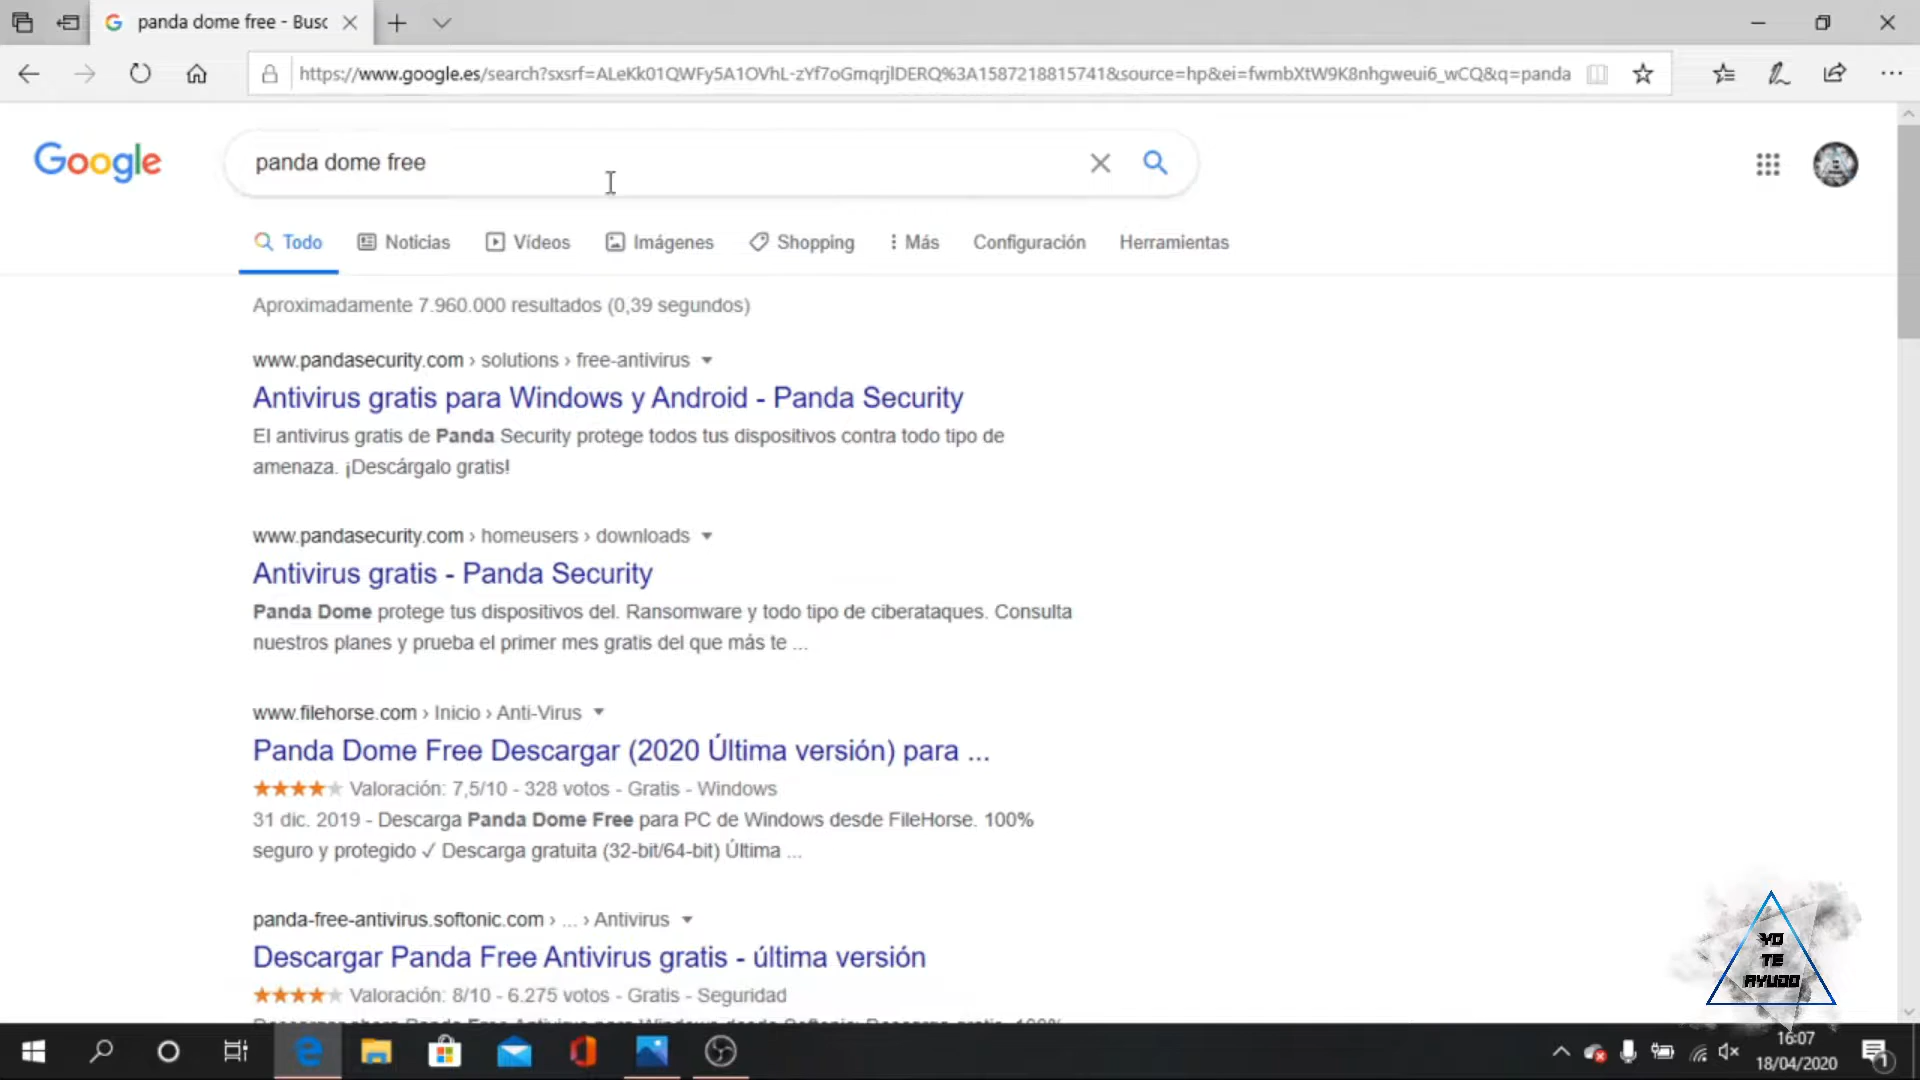 panda dome free - Busc
https://www.google.es/search?sxsrf=ALeKk01QWFy5A1OVhL-zYf7oGmqrjlDERQ%3A1587218815741&source=hp&ei=fwmbXtW9K8nhgweui6_wCQ&q=panda
Google
panda dome free
Todo Noticias Vídeos Imágenes Shopping Más Configuración Herramientas
Aproximadamente 7.960.000 resultados (0,39 segundos)
www.pandasecurity.com › solutions › free-antivirus
Antivirus gratis para Windows y Android - Panda Security
El antivirus gratis de Panda Security protege todos tus dispositivos contra todo tipo de
amenaza. ¡Descárgalo gratis!
www.pandasecurity.com › homeusers › downloads
Antivirus gratis - Panda Security
Panda Dome protege tus dispositivos del. Ransomware y todo tipo de ciberataques. Consulta
nuestros planes y prueba el primer mes gratis del que más te ...
www.filehorse.com › Inicio › Anti-Virus
Panda Dome Free Descargar (2020 Última versión) para ...
Valoración: 7,5/10 - 328 votos - Gratis - Windows
31 dic. 2019 - Descarga Panda Dome Free para PC de Windows desde FileHorse. 100%
seguro y protegido ✓ Descarga gratuita (32-bit/64-bit) Última ...
panda-free-antivirus.softonic.com › ... › Antivirus
Descargar Panda Free Antivirus gratis - última versión
Valoración: 8/10 - 6.275 votos - Gratis - Seguridad
YO
TE
AYUDO
16:07
18/04/2020
1